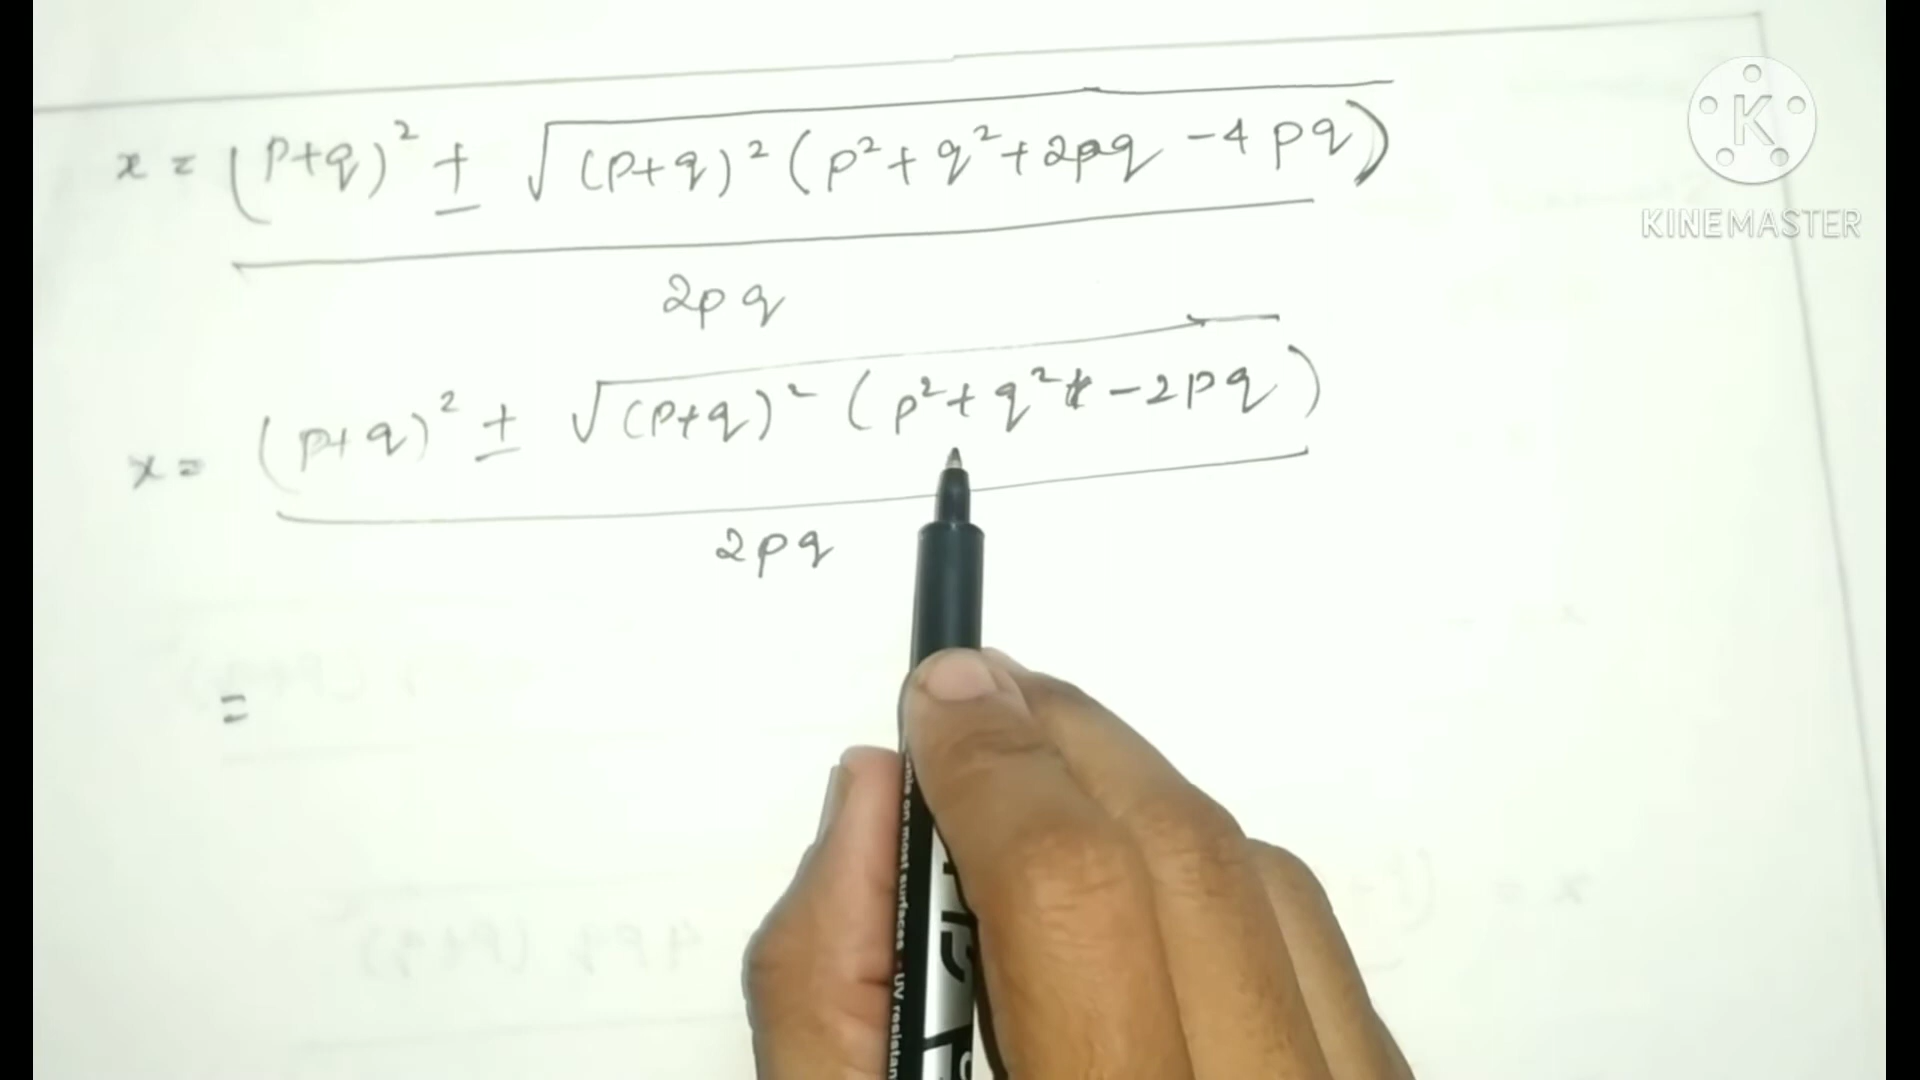 x = (p+q)² ± √(p+q)² (p²+q²+2pq -4pq)
2pq
x = (p+q)² ± √(p+q)² (p²+q² -2pq)
2pq
=
K
KINEMASTER